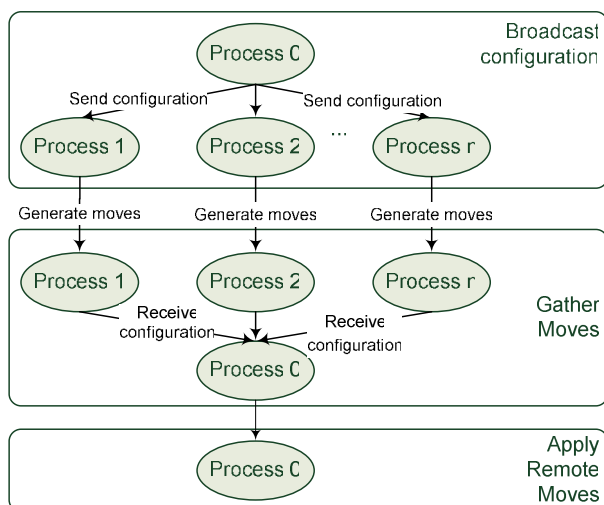 Broadcast
configuration
Process 0
Send configuration
Send configuration
Process 1
Process 2
...
Process n
Generate moves
Generate moves
Generate moves
Process 1
Process 2
Process n
Receive
configuration
Receive
configuration
Gather
Moves
Process 0
Process 0
Apply
Remote
Moves